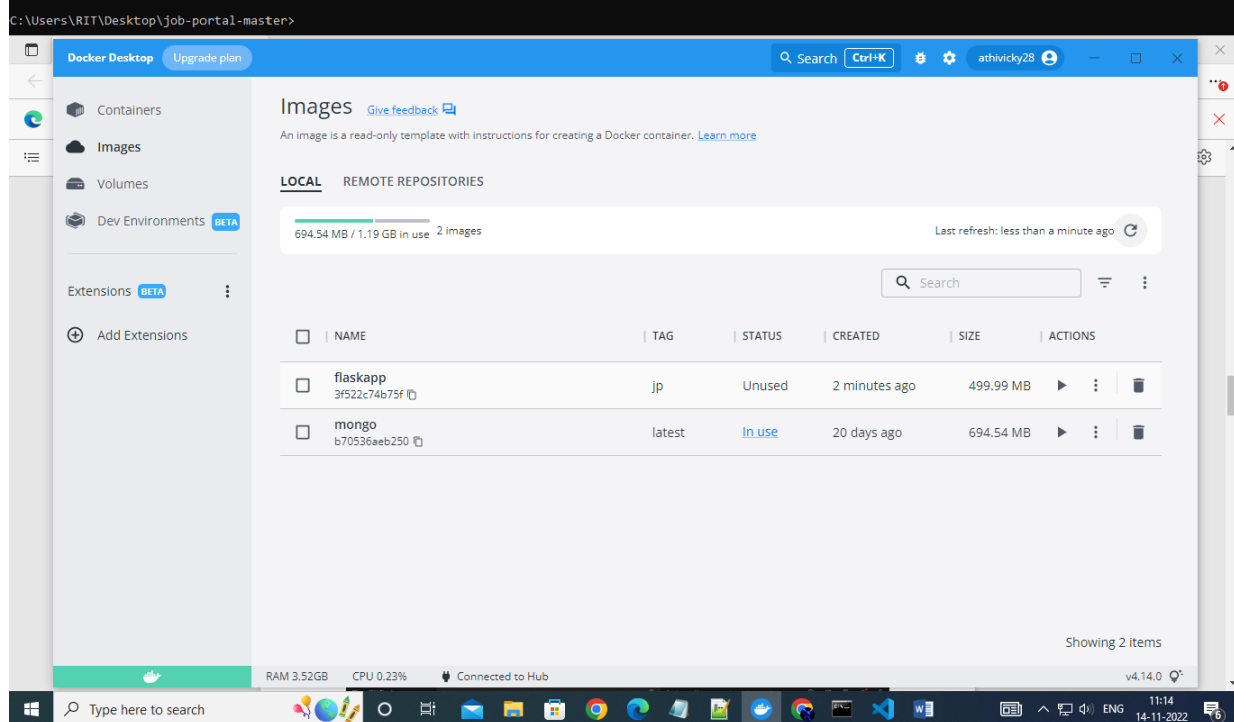 C:\Users\RIT\Desktop\job-portal-master>
Docker Desktop Upgrade plan Search Ctrl+K athivicky28
Containers
Images
Volumes
Dev Environments BETA
Extensions BETA
Add Extensions
Images Give feedback
An image is a read-only template with instructions for creating a Docker container. Learn more
LOCAL REMOTE REPOSITORIES
694.54 MB / 1.19 GB in use 2 images Last refresh: less than a minute ago
Search
NAME TAG STATUS CREATED SIZE ACTIONS
flaskapp
3f522c74b75f
jp Unused 2 minutes ago 499.99 MB
mongo
b70536aeb250
latest In use 20 days ago 694.54 MB
Showing 2 items
RAM 3.52GB CPU 0.23% Connected to Hub v4.14.0
Type here to search ENG 11:14
14-11-2022 6